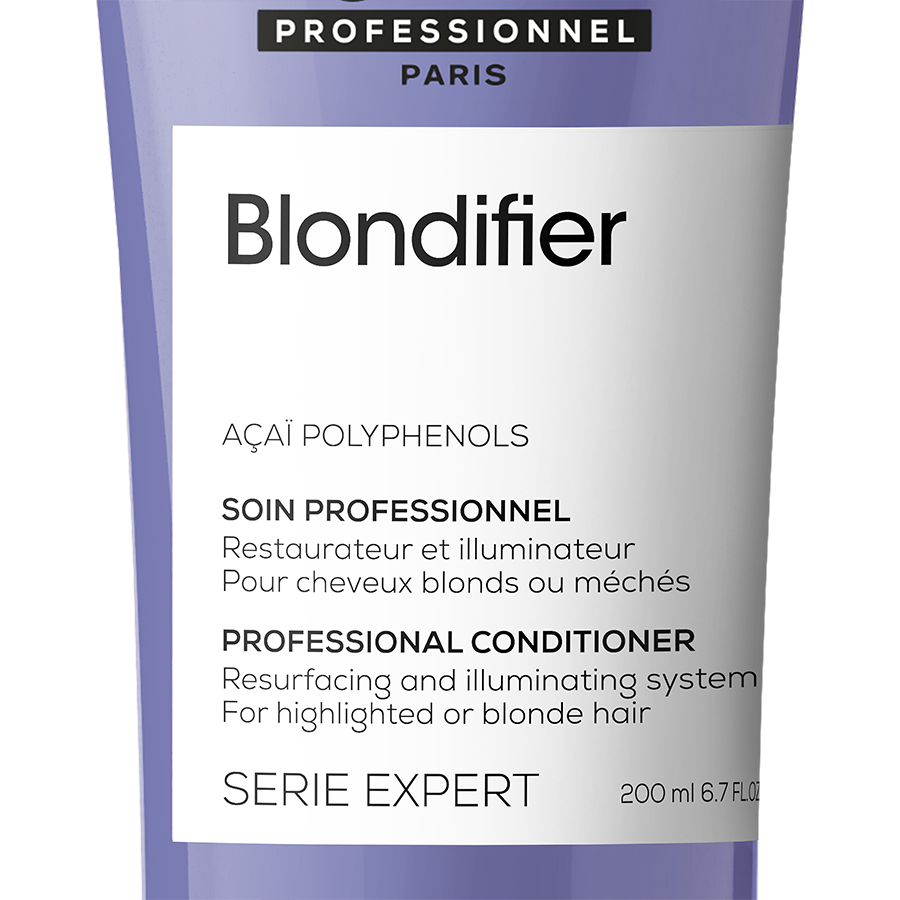 PROFESSIONNEL
PARIS
Blondifier
AÇAÏ POLYPHENOLS
SOIN PROFESSIONNEL
Restaurateur et illuminateur
Pour cheveux blonds ou méchés
PROFESSIONAL CONDITIONER
Resurfacing and illuminating system
For highlighted or blonde hair
SERIE EXPERT
200 ml 6.7 FL.OZ